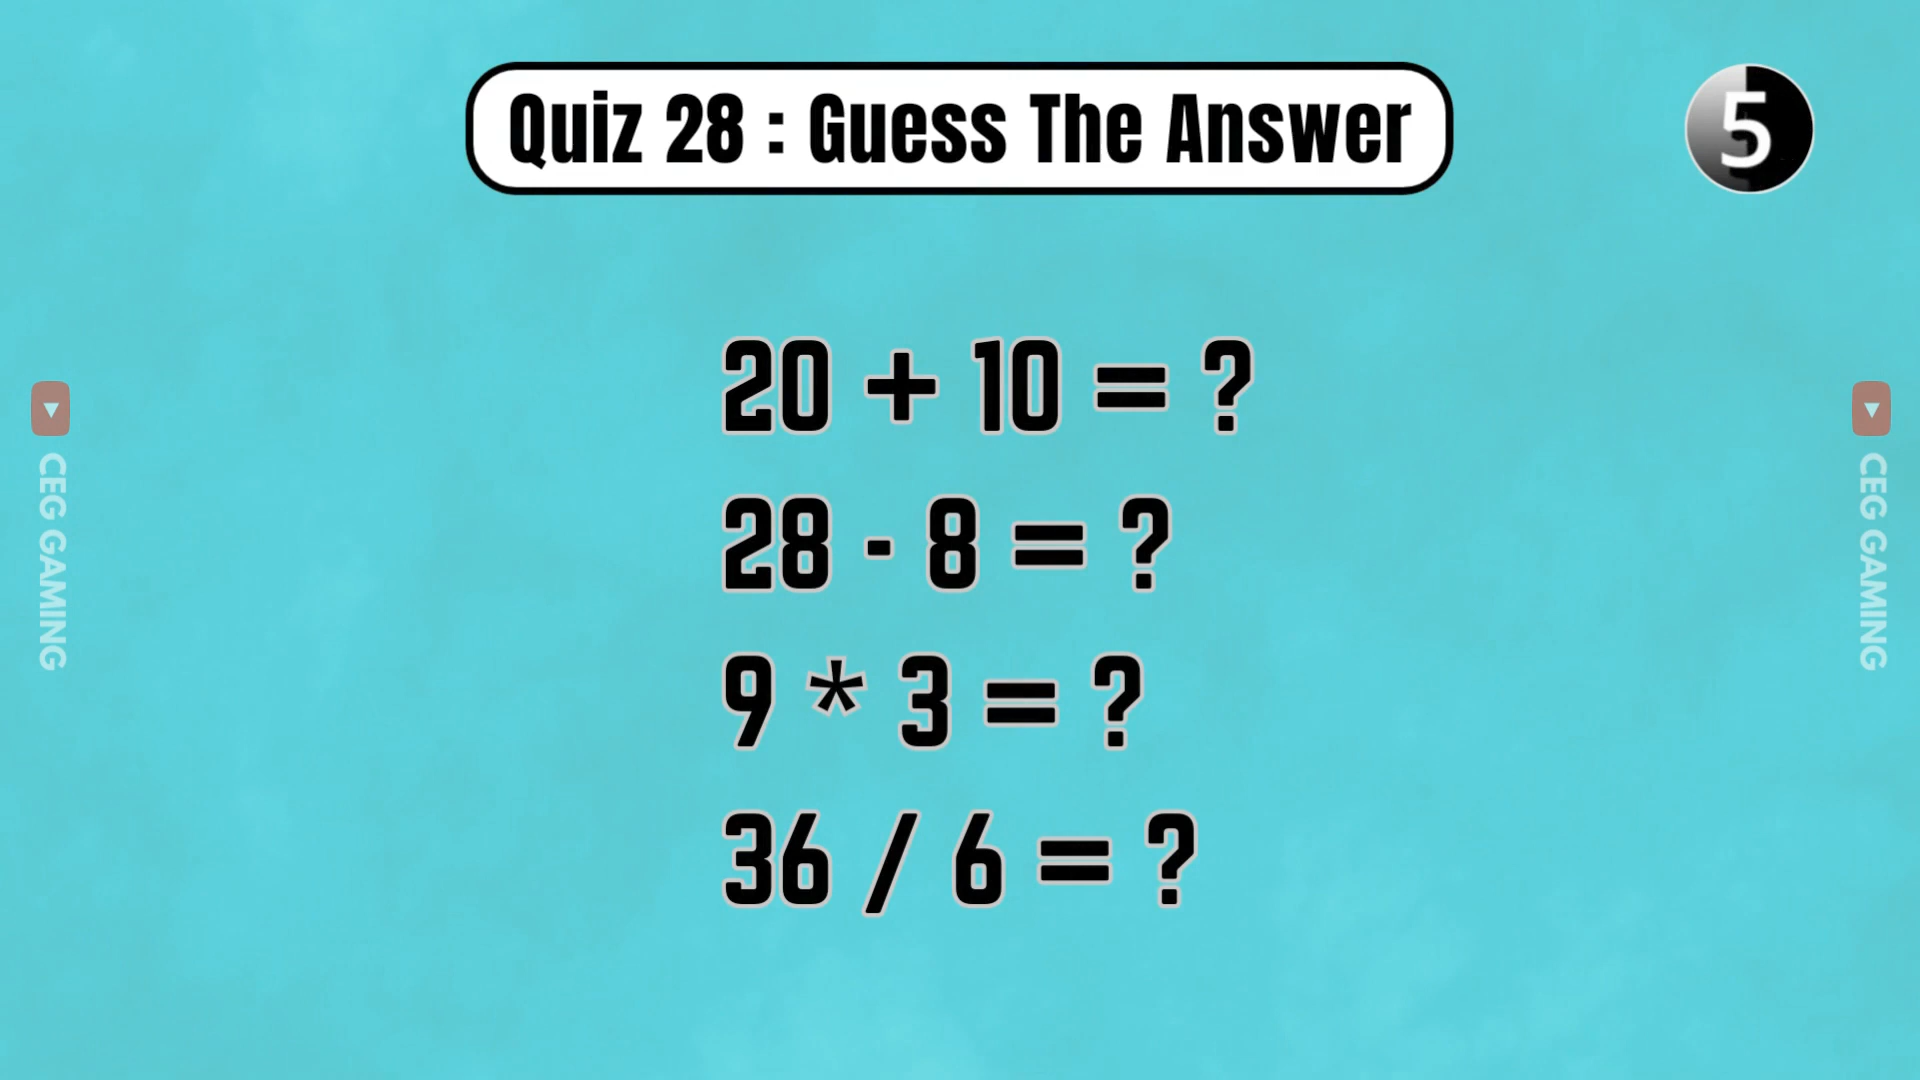 Quiz 28 : Guess The Answer
5
20 + 10 = ?
28 - 8 = ?
9 * 3 = ?
36 / 6 = ?
CEG GAMING
CEG GAMING